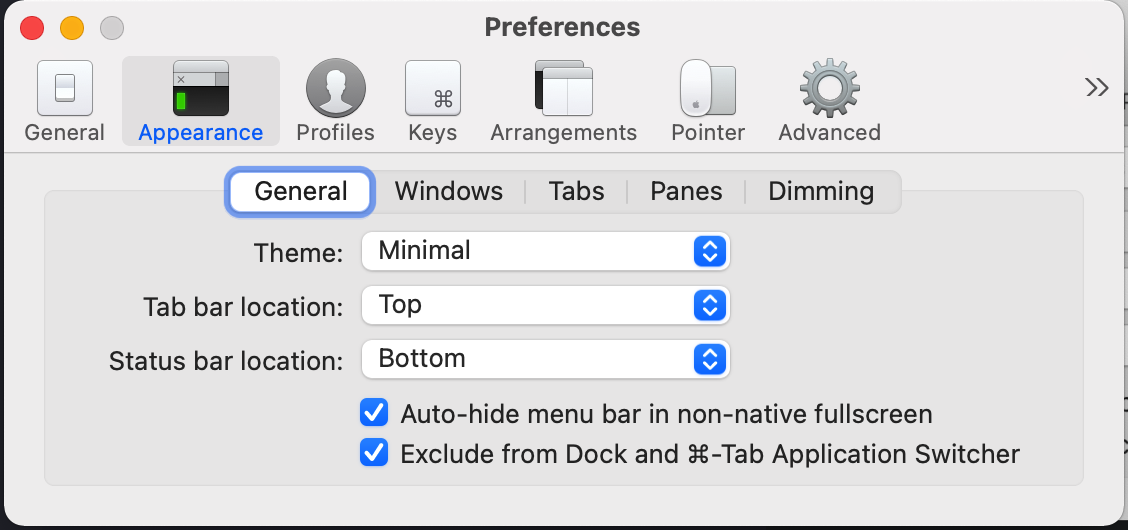 Preferences
General Appearance Profiles Keys Arrangements Pointer Advanced
General Windows Tabs Panes Dimming
Theme: Minimal
Tab bar location: Top
Status bar location: Bottom
Auto-hide menu bar in non-native fullscreen
Exclude from Dock and ⌘-Tab Application Switcher